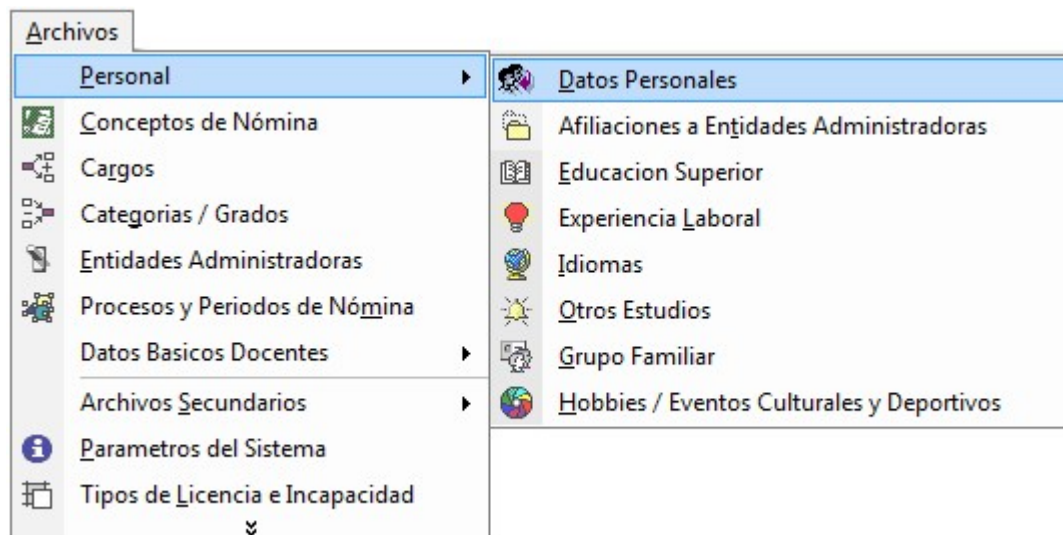 Archivos
Personal
Conceptos de Nómina
Cargos
Categorias / Grados
Entidades Administradoras
Procesos y Periodos de Nómina
Datos Basicos Docentes
Archivos Secundarios
Parametros del Sistema
Tipos de Licencia e Incapacidad
Datos Personales
Afiliaciones a Entidades Administradoras
Educacion Superior
Experiencia Laboral
Idiomas
Otros Estudios
Grupo Familiar
Hobbies / Eventos Culturales y Deportivos